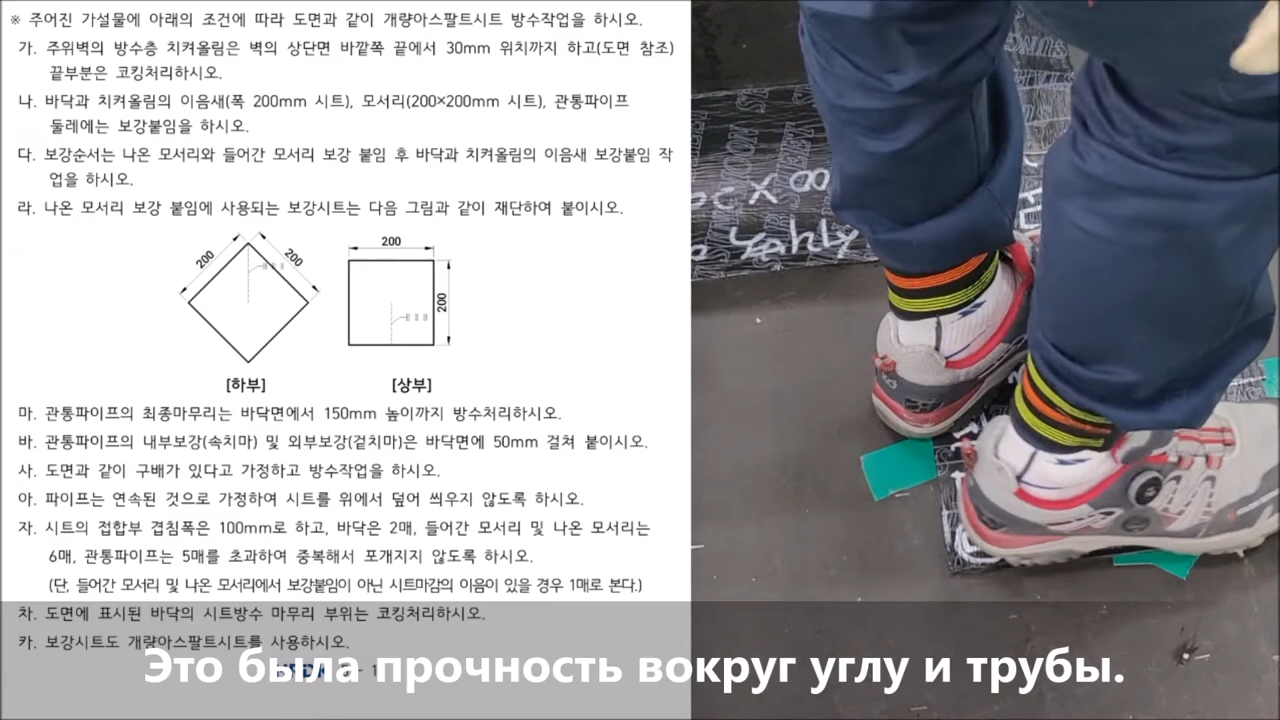 ※ 주어진 가설물에 아래의 조건에 따라 도면과 같이 개량아스팔트시트 방수작업을 하시오.
가. 주위벽의 방수층 치켜올림은 벽의 상단면 바깥쪽 끝에서 30mm 위치까지 하고(도면 참조)
끝부분은 코킹처리하시오.
나. 바닥과 치켜올림의 이음새(폭 200mm 시트), 모서리(200×200mm 시트), 관통파이프
둘레에는 보강붙임을 하시오.
다. 보강순서는 나온 모서리와 들어간 모서리 보강 붙임 후 바닥과 치켜올림의 이음새 보강붙임 작
업을 하시오.
라. 나온 모서리 보강 붙임에 사용되는 보강시트는 다음 그림과 같이 재단하여 붙이시오.
200 200 200 200
[하부] [상부]
마. 관통파이프의 최종마무리는 바닥면에서 150mm 높이까지 방수처리하시오.
바. 관통파이프의 내부보강(속치마) 및 외부보강(겉치마)은 바닥면에 50mm 걸쳐 붙이시오.
사. 도면과 같이 구배가 있다고 가정하고 방수작업을 하시오.
아. 파이프는 연속된 것으로 가정하여 시트를 위에서 덮어 씌우지 않도록 하시오.
자. 시트의 접합부 겹침폭은 100mm로 하고, 바닥은 2매, 들어간 모서리 및 나온 모서리는
6매, 관통파이프는 5매를 초과하여 중복해서 포개지지 않도록 하시오.
(단, 들어간 모서리 및 나온 모서리에서 보강붙임이 아닌 시트마감의 이음이 있을 경우 1매로 본다.)
차. 도면에 표시된 바닥의 시트방수 마무리 부위는 코킹처리하시오.
카. 보강시트도 개량아스팔트시트를 사용하시오.
Это была прочность вокруг углу и трубы.